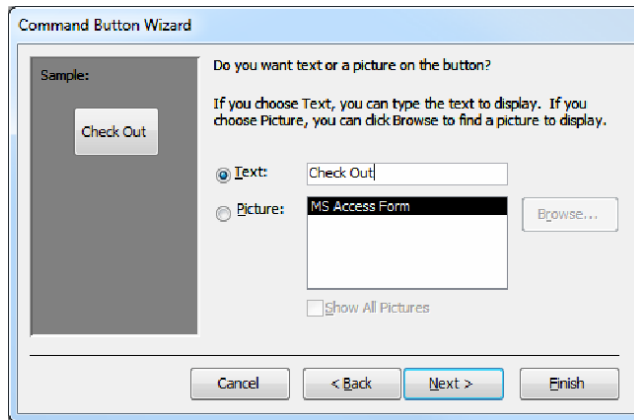 Command Button Wizard
Sample:
Check Out
Do you want text or a picture on the button?
If you choose Text, you can type the text to display. If you
choose Picture, you can click Browse to find a picture to display.
Text:
Check Out
Picture:
MS Access Form
Browse...
Show All Pictures
Cancel
< Back
Next >
Finish